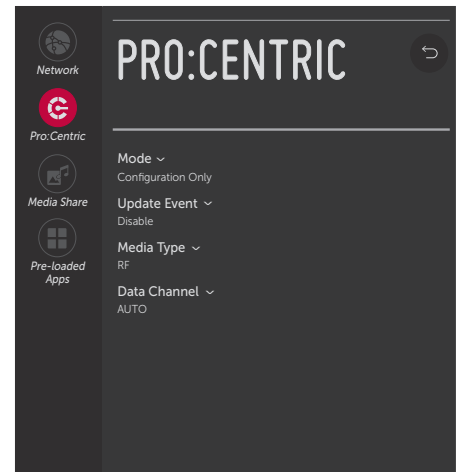 Network
Pro:Centric
Media Share
Pre-loaded
Apps
PRO:CENTRIC
Mode
Configuration Only
Update Event
Disable
Media Type
RF
Data Channel
AUTO